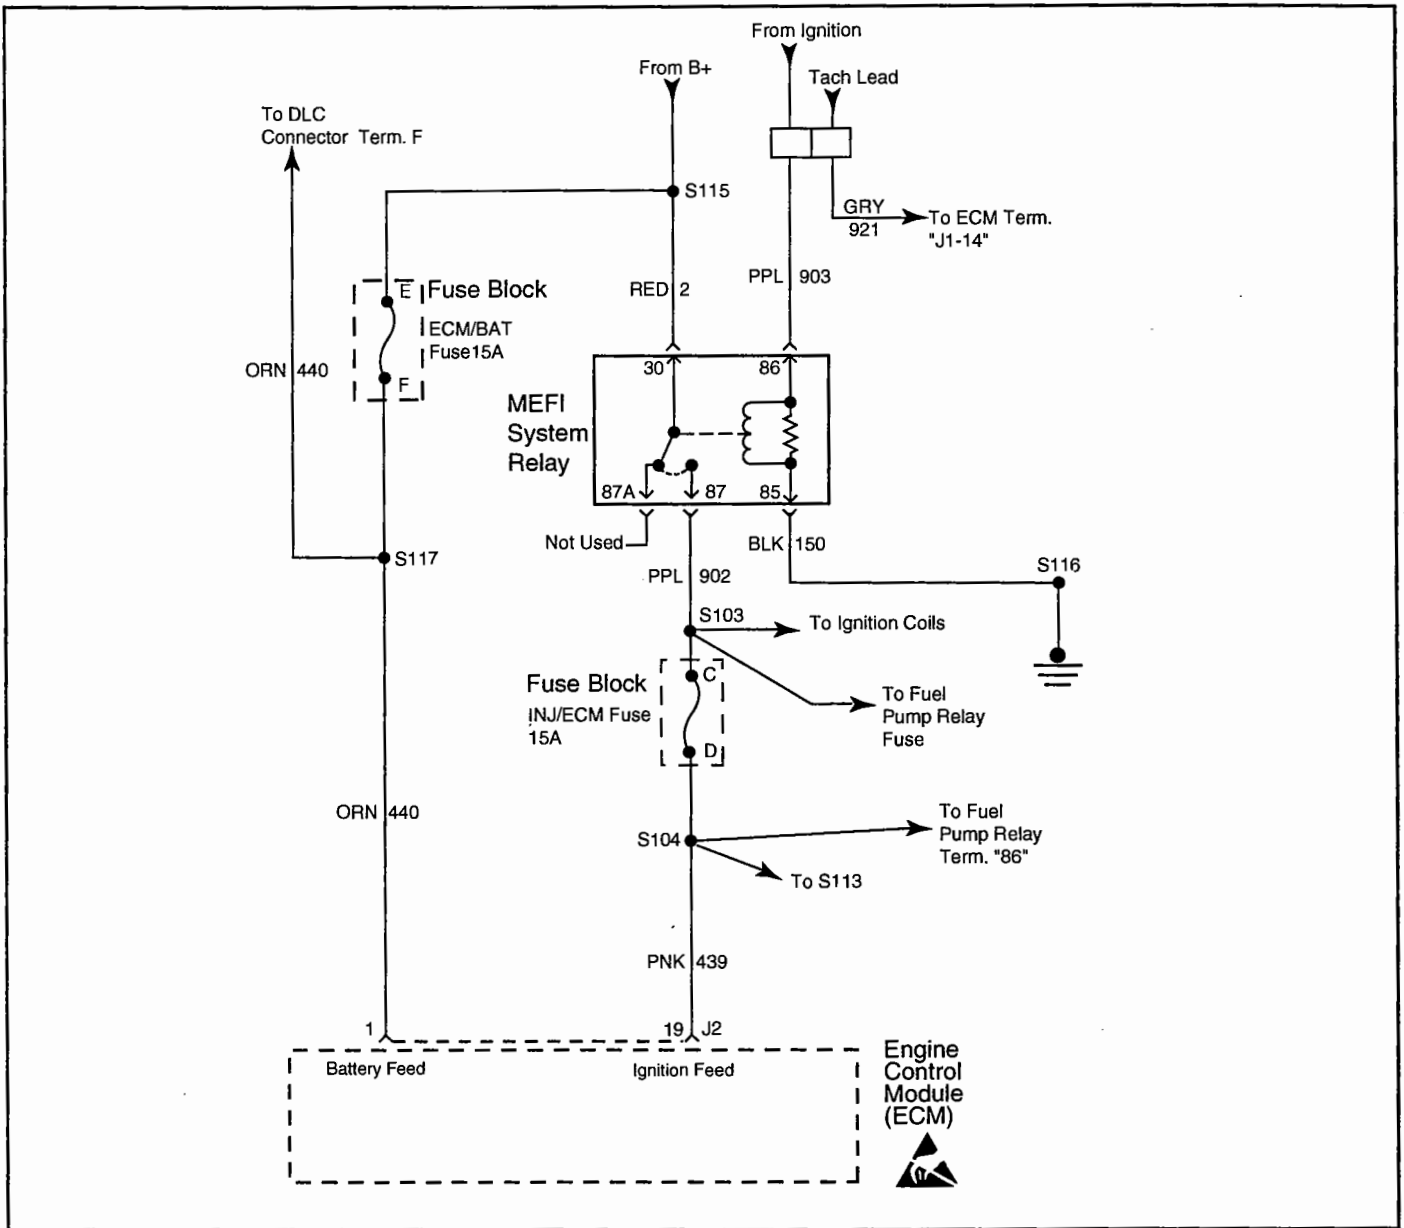 From Ignition
From B+
Tach Lead
To DLC
Connector Term. F
S115
GRY
921
To ECM Term.
"J1-14"
RED 2
PPL 903
E
Fuse Block
ECM/BAT
Fuse15A
F
ORN 440
30
86
MEFI
System
Relay
87A
87
85
Not Used
BLK 150
S117
PPL 902
S116
S103
To Ignition Coils
C
Fuse Block
INJ/ECM Fuse
15A
D
To Fuel
Pump Relay
Fuse
ORN 440
S104
To Fuel
Pump Relay
Term. "86"
To S113
PNK 439
1
19
J2
Battery Feed
Ignition Feed
Engine
Control
Module
(ECM)